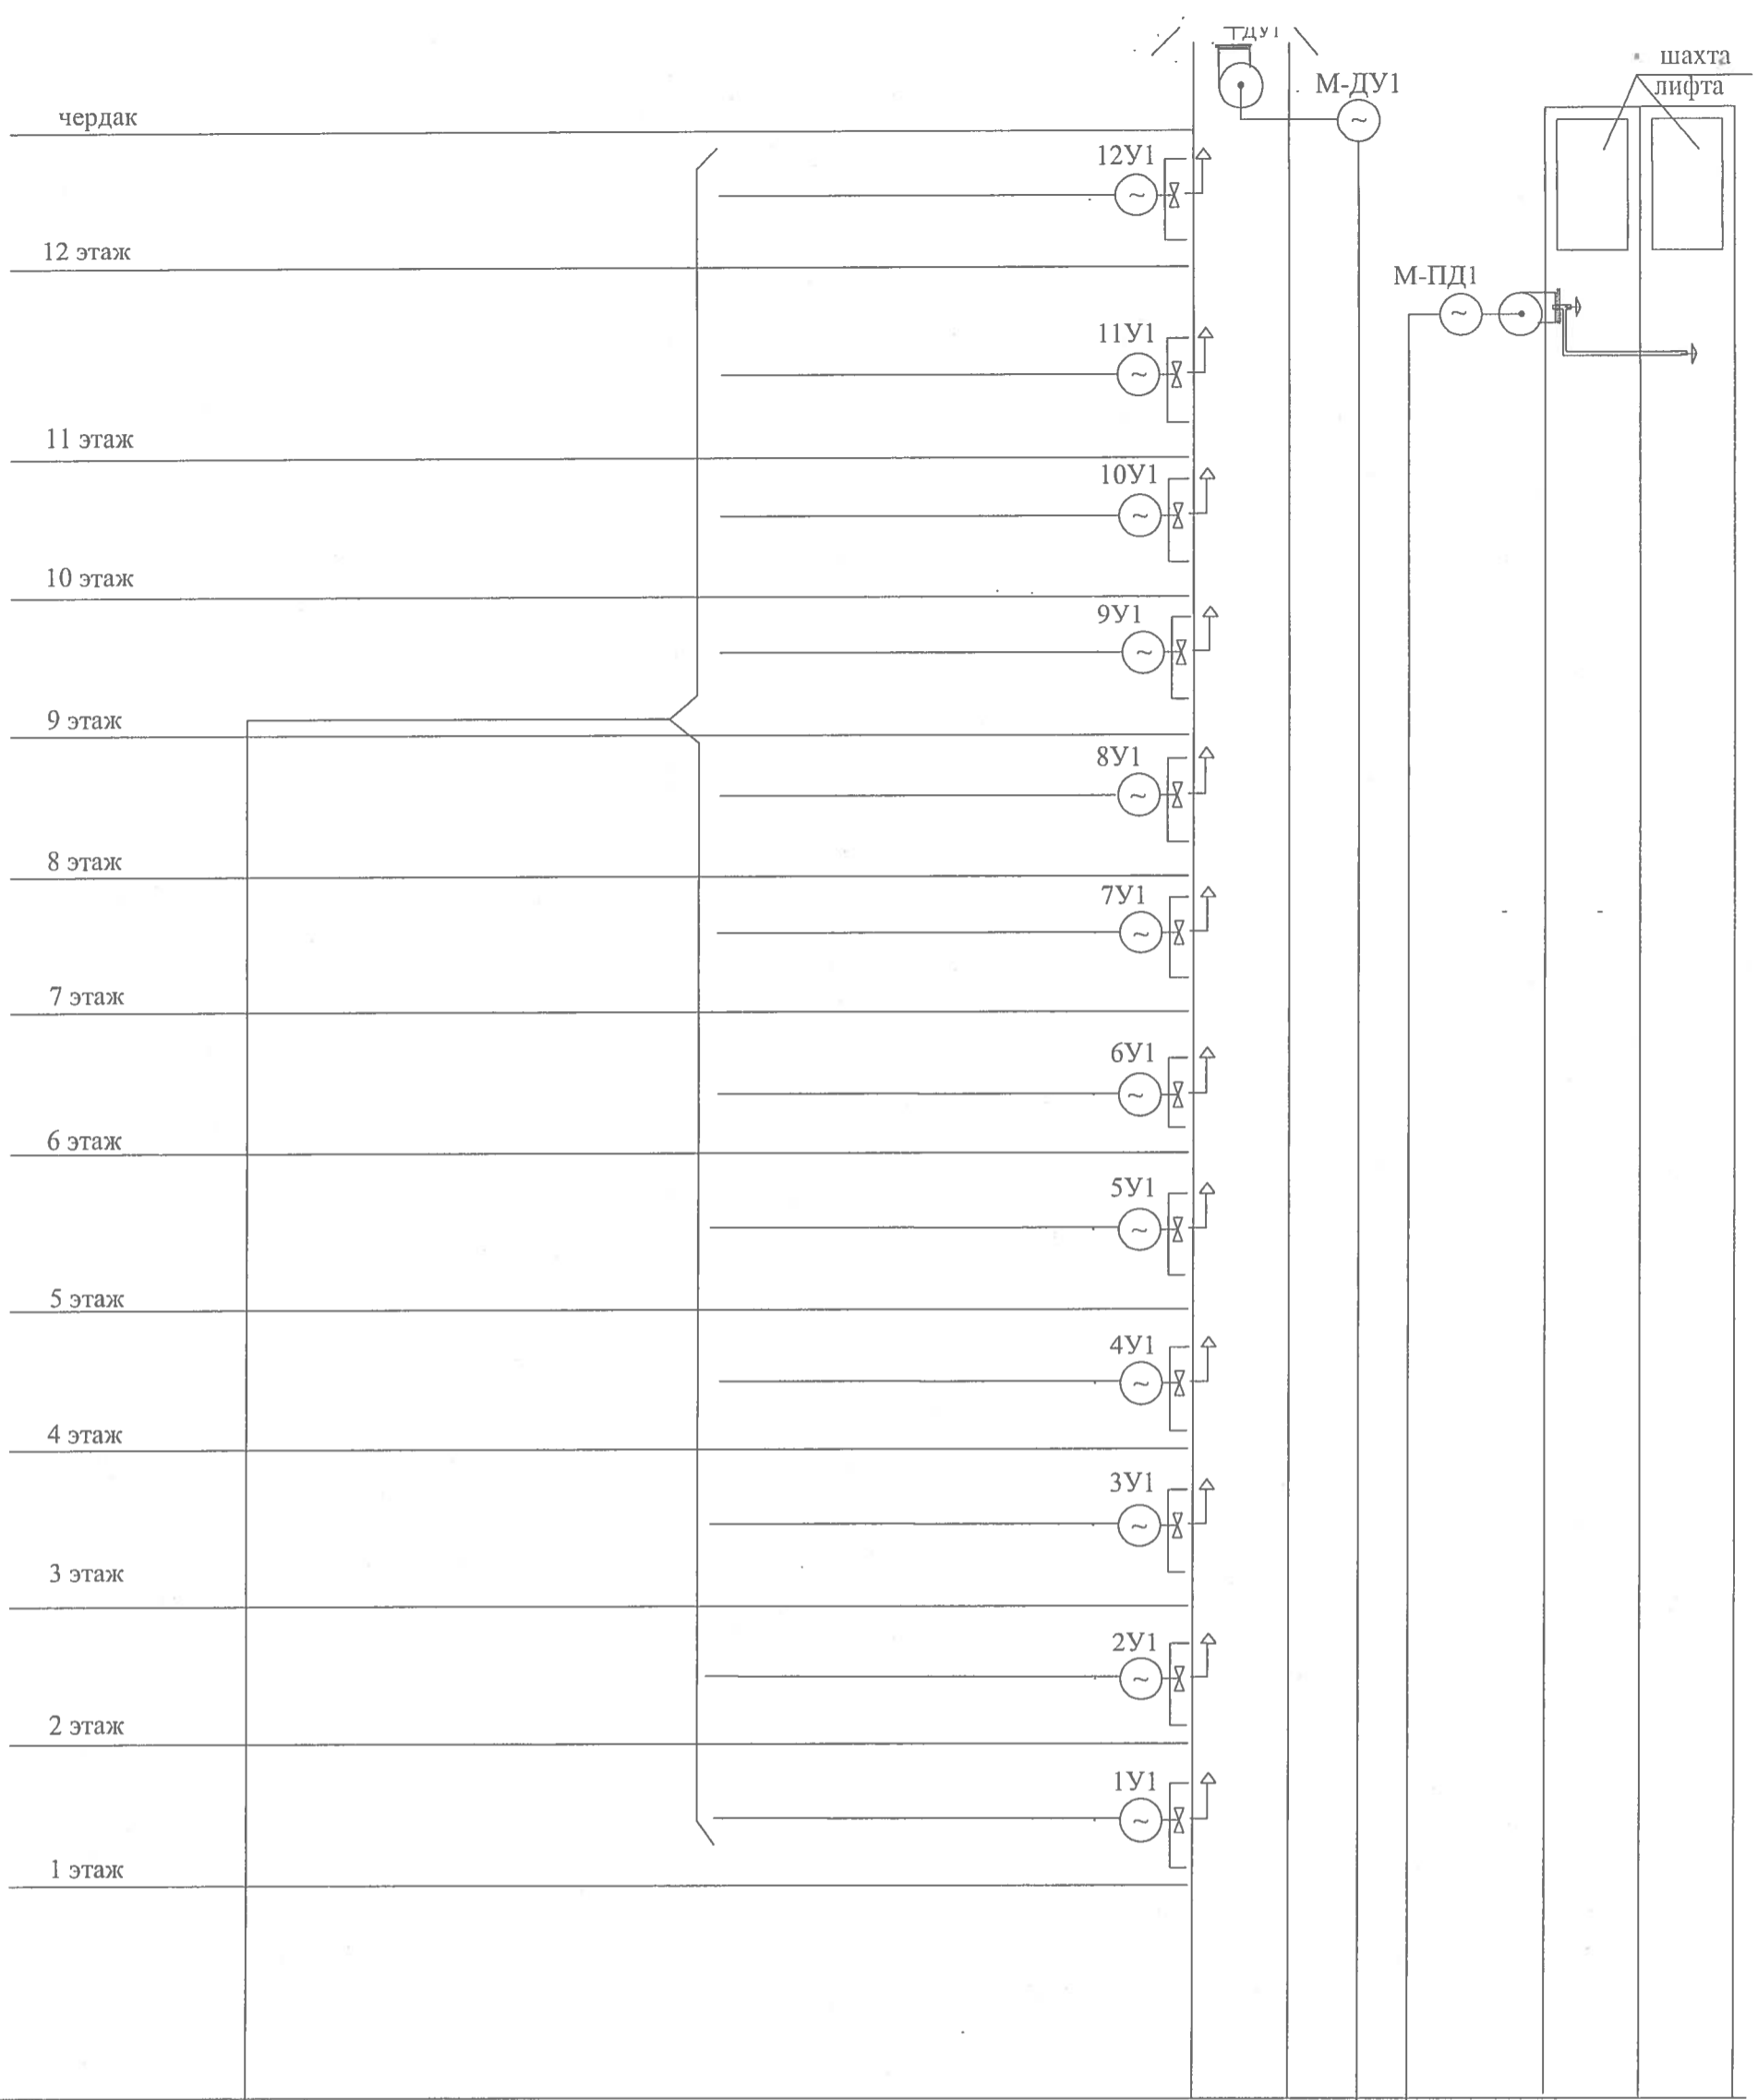 ДУ1
шахта
лифта
М-ДУ1
чердак
12У1
12 этаж
М-ПД1
11У1
11 этаж
10У1
10 этаж
9У1
9 этаж
8У1
8 этаж
7У1
7 этаж
6У1
6 этаж
5У1
5 этаж
4У1
4 этаж
3У1
3 этаж
2У1
2 этаж
1У1
1 этаж